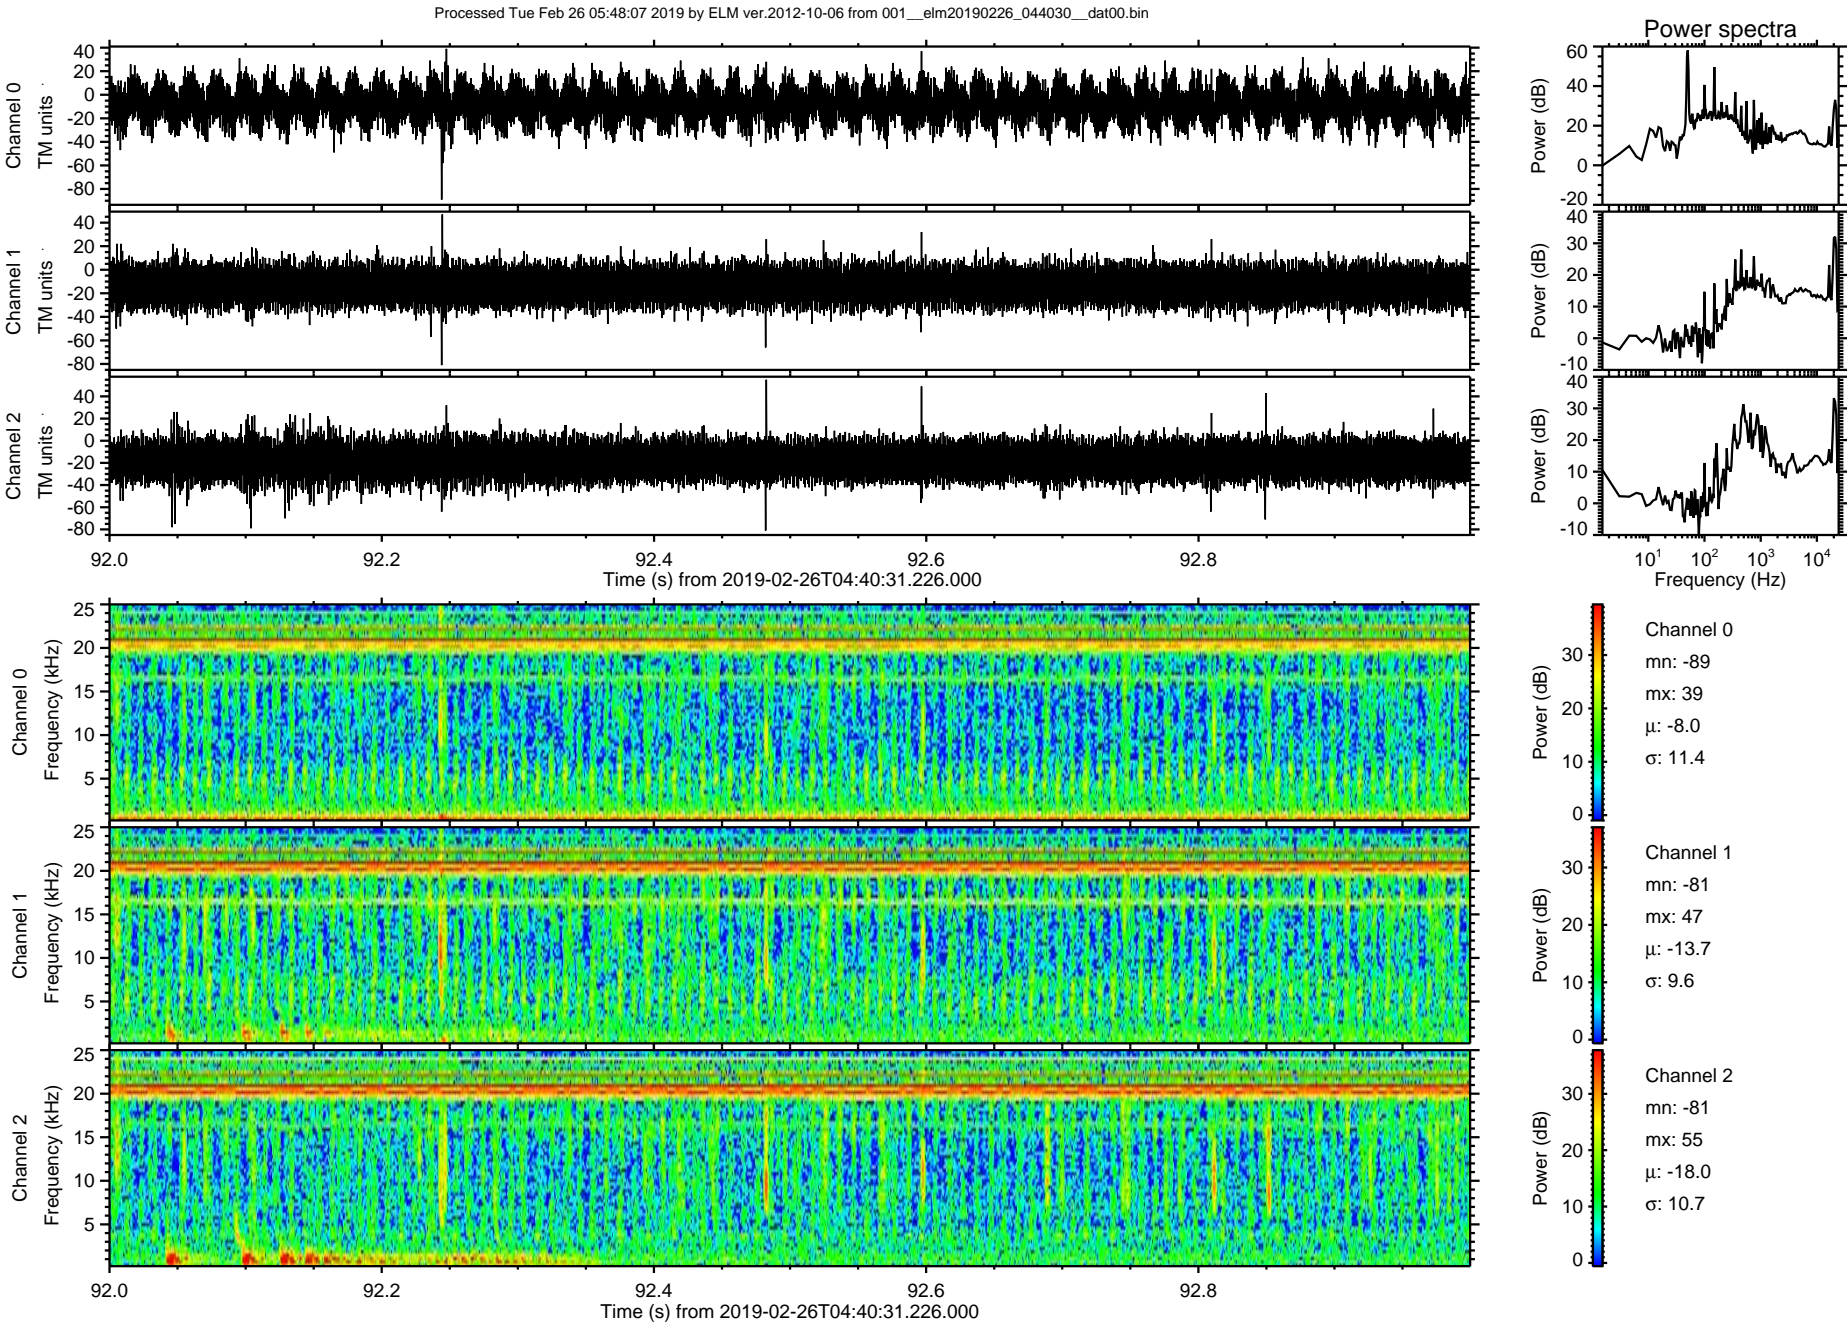 Processed Tue Feb 26 05:48:07 2019 by ELM ver.2012-10-06 from 001__elm20190226_044030__dat00.bin
Power spectra
Channel 0
TM units
40
20
0
-20
-40
-60
-80
Power (dB)
60
40
20
0
-20
Channel 1
TM units
40
20
0
-20
-40
-60
-80
Power (dB)
40
30
20
10
0
-10
Channel 2
TM units
40
20
0
-20
-40
-60
-80
Power (dB)
40
30
20
10
0
-10
92.0 92.2 92.4 92.6 92.8
Time (s) from 2019-02-26T04:40:31.226.000
10^1 10^2 10^3 10^4
Frequency (Hz)
Channel 0
Frequency (kHz)
25
20
15
10
5
Power (dB)
30
20
10
0
Channel 0
mn: -89
mx: 39
μ: -8.0
σ: 11.4
Channel 1
Frequency (kHz)
25
20
15
10
5
Power (dB)
30
20
10
0
Channel 1
mn: -81
mx: 47
μ: -13.7
σ: 9.6
Channel 2
Frequency (kHz)
25
20
15
10
5
Power (dB)
30
20
10
0
Channel 2
mn: -81
mx: 55
μ: -18.0
σ: 10.7
92.0 92.2 92.4 92.6 92.8
Time (s) from 2019-02-26T04:40:31.226.000